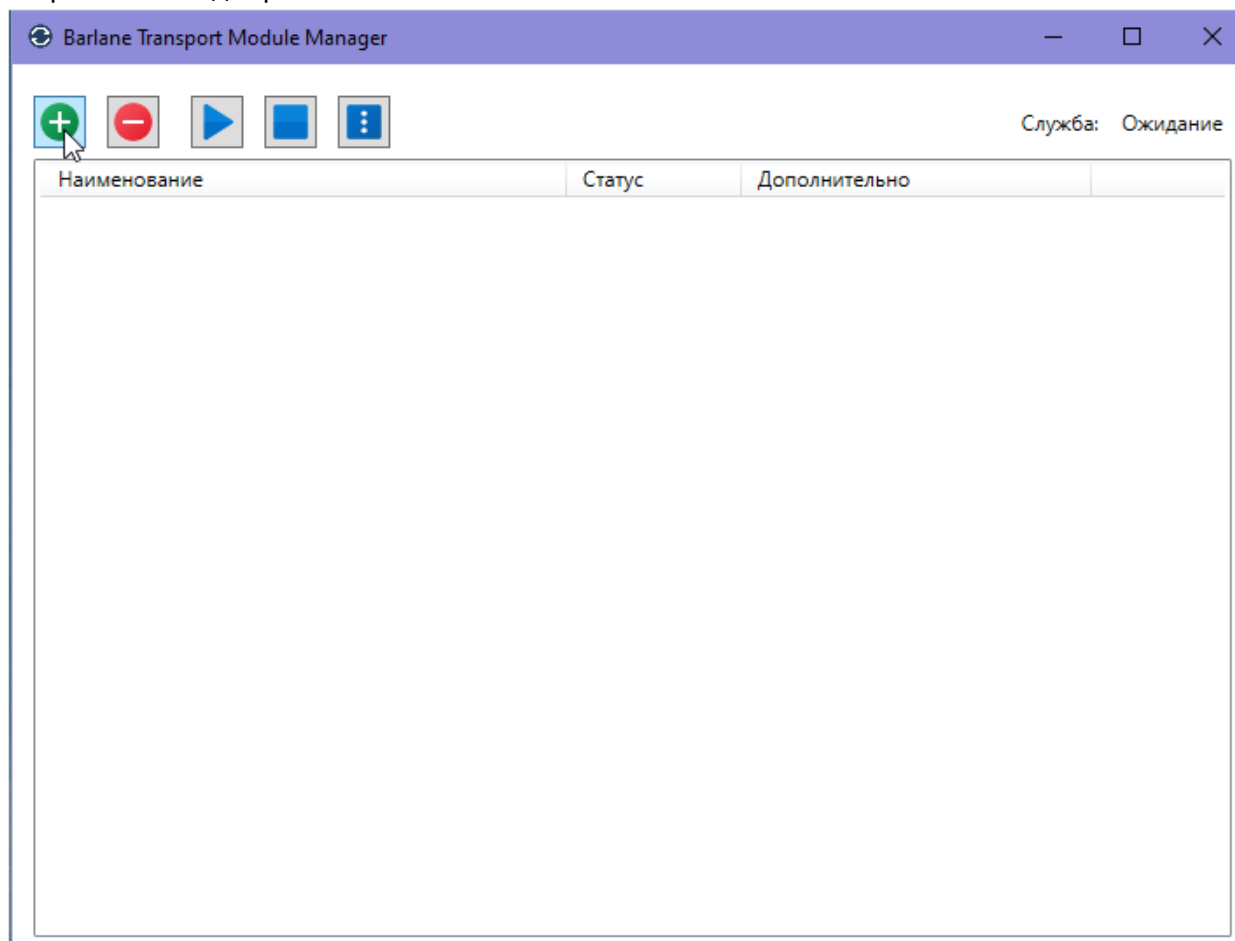 Barlane Transport Module Manager
Служба: Ожидание
Наименование Статус Дополнительно